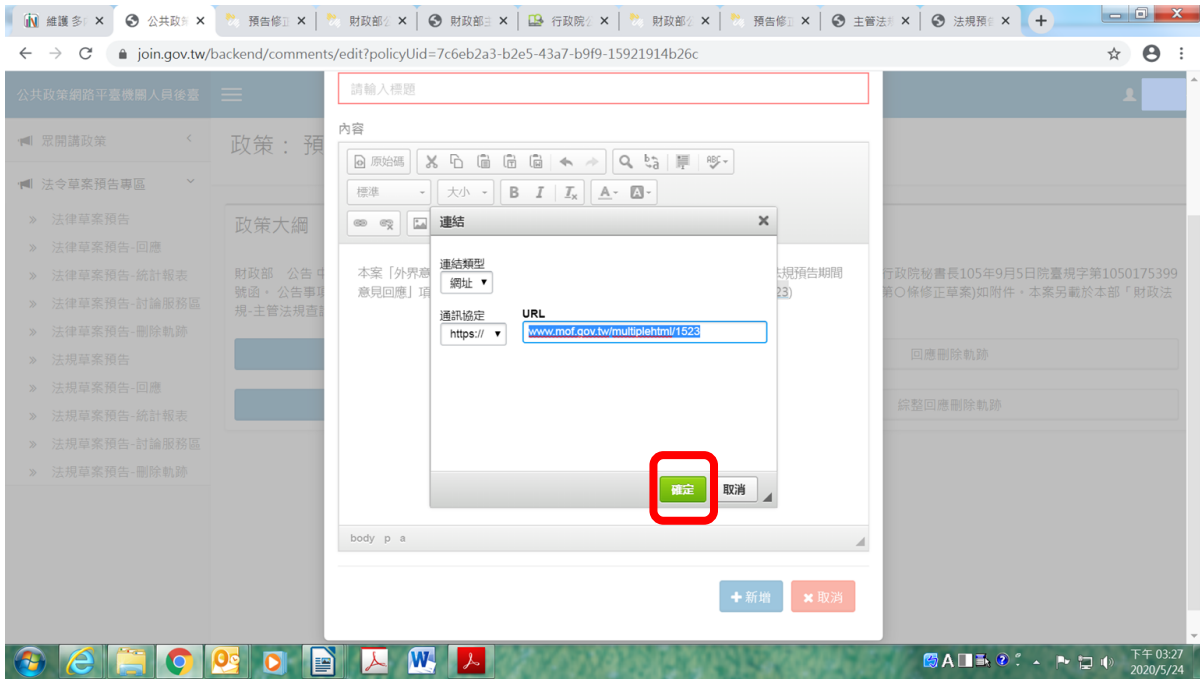 維護 多
公共政
預告修
財政部
財政部
行政院
財政部
預告修
主管法
法規預
join.gov.tw/backend/comments/edit?policyUid=7c6eb2a3-b2e5-43a7-b9f9-15921914b26c
公共政策網路平臺機關人員後臺
眾開講政策
政策： 預
法令草案預告專區
法律草案預告
法律草案預告-回應
法律草案預告-統計報表
法律草案預告-討論服務區
法律草案預告-刪除軌跡
法規草案預告
法規草案預告-回應
法規草案預告-統計報表
法規草案預告-討論服務區
法規草案預告-刪除軌跡
政策大綱
財政部 公告 中
行政院秘書長105年9月5日院臺規字第1050175399
號函。 公告事項
第○條修正草案)如附件。本案另載於本部「財政法
規-主管法規查
回應刪除軌跡
綜整回應刪除軌跡
請輸入標題
內容
原始碼
標準
大小
B I Tx A A
本案「外界意
法規預告期間
意見回應」項
23)
連結
連結類型
網址
通訊協定
URL
https://
www.mof.gov.tw/multiplehtml/1523
確定
取消
body p a
新增
取消
下午 03:27
2020/5/24